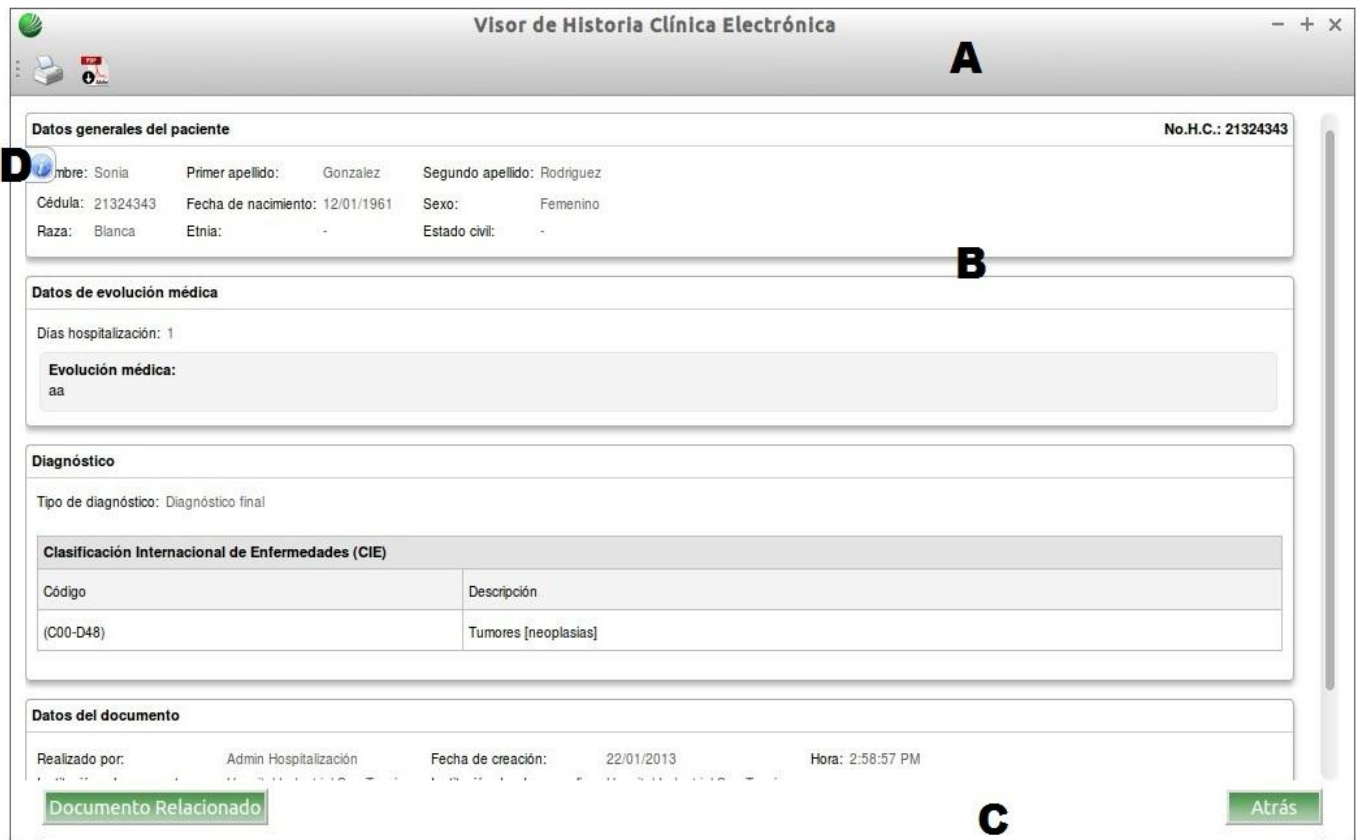 Visor de Historia Clínica Electrónica
A
PDF
Datos generales del paciente No.H.C.: 21324343
D mbre: Sonia Primer apellido: Gonzalez Segundo apellido: Rodriguez
Cédula: 21324343 Fecha de nacimiento: 12/01/1961 Sexo: Femenino
Raza: Blanca Etnia: - Estado civil: -
B
Datos de evolución médica
Días hospitalización: 1
Evolución médica:
aa
Diagnóstico
Tipo de diagnóstico: Diagnóstico final
Clasificación Internacional de Enfermedades (CIE)
Código Descripción
(C00-D48) Tumores [neoplasias]
Datos del documento
Realizado por: Admin Hospitalización Fecha de creación: 22/01/2013 Hora: 2:58:57 PM
Documento Relacionado C Atrás